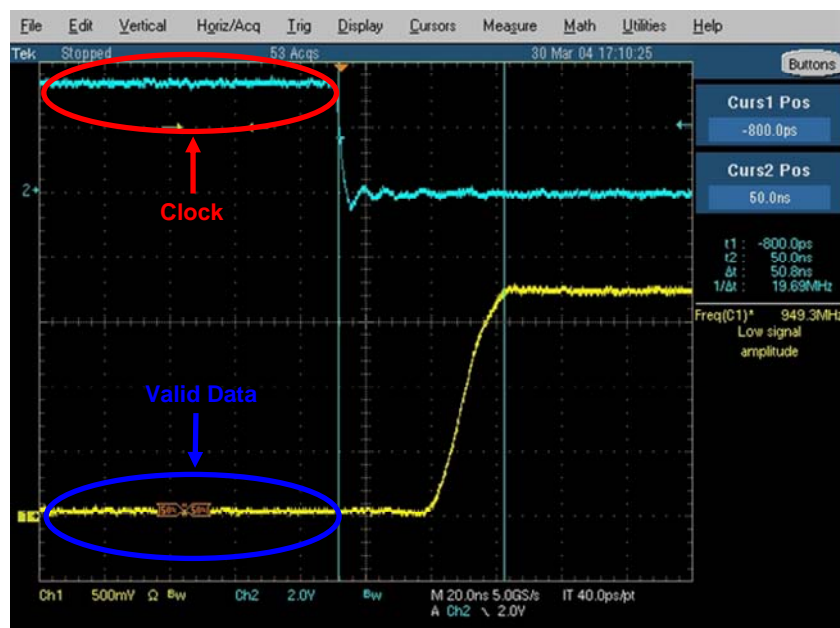 File Edit Vertical Horiz/Acq Trig Display Cursors Measure Math Utilities Help
Tek Stopped 53 Acqs 30 Mar 04 17:10:25
Buttons
Curs1 Pos
-800.0ps
Curs2 Pos
50.0ns
2
Clock
t1 : -800.0ps
t2 : 50.0ns
Δt : 50.8ns
1/Δt : 19.69MHz
Freq(C1)* 949.3MHz
Low signal
amplitude
Valid Data
1
Ch1 500mV Ω Bw Ch2 2.0V Bw M 20.0ns 5.0GS/s IT 40.0ps/pt
A Ch2 2.0V